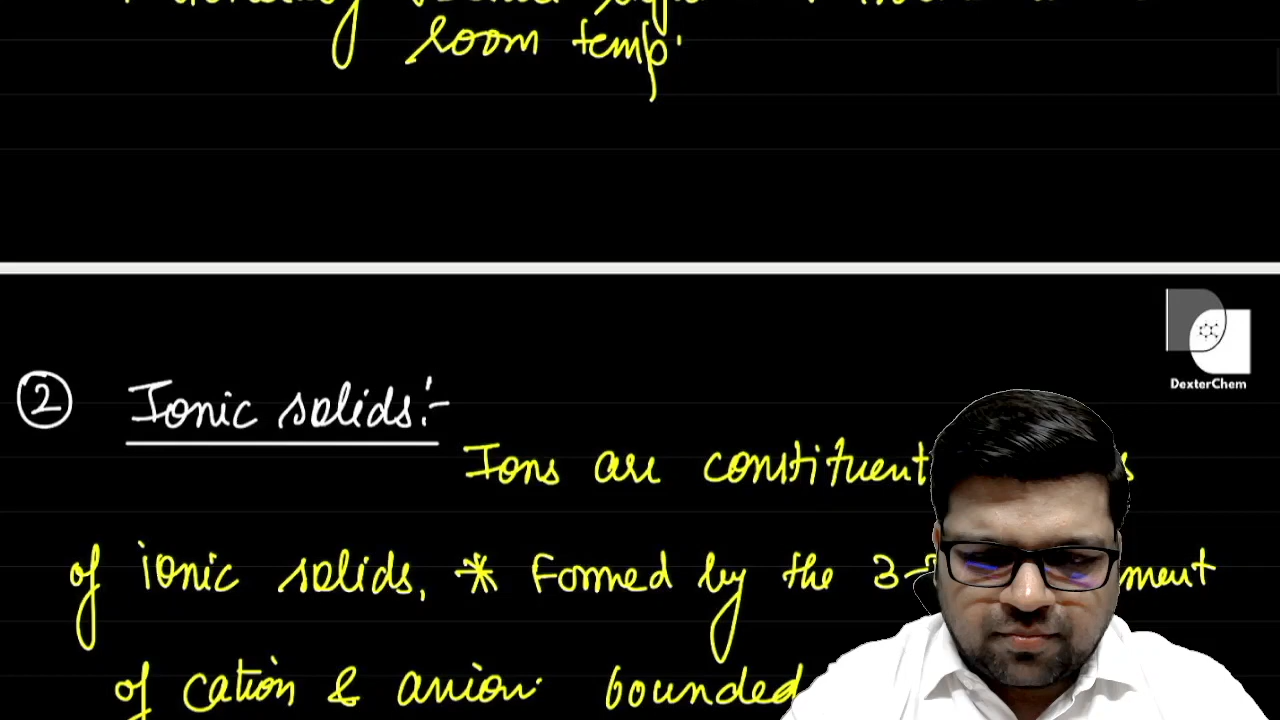 room temp.
DexterChem
② Ionic solids:-
Ions are constituent
of ionic solids, * Formed by the 3-
of cation & anion. bounded